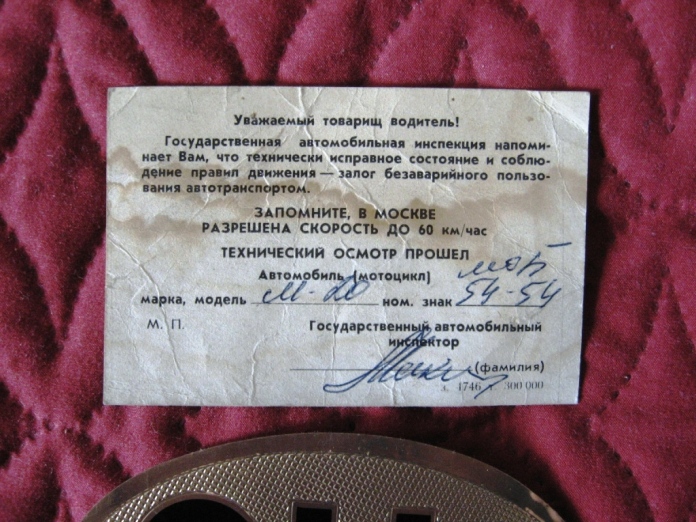 Уважаемый товарищ водитель!
Государственная автомобильная инспекция напоми-
нает Вам, что технически исправное состояние и соблю-
дение правил движения — залог безаварийного пользо-
вания автотранспортом.
ЗАПОМНИТЕ, В МОСКВЕ
РАЗРЕШЕНА СКОРОСТЬ ДО 60 км/час
ТЕХНИЧЕСКИЙ ОСМОТР ПРОШЕЛ
Автомобиль (мотоцикл)
марка, модель М-20 ном. знак 54-54
М. П. Государственный автомобильный
инспектор
(фамилия)
з. 1746 т. 300 000